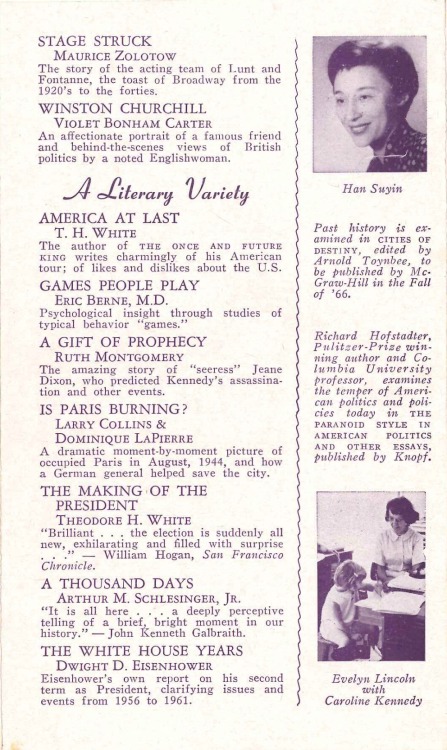 STAGE STRUCK
MAURICE ZOLOTOW
The story of the acting team of Lunt and
Fontanne, the toast of Broadway from the
1920's to the forties.
WINSTON CHURCHILL
VIOLET BONHAM CARTER
An affectionate portrait of a famous friend
and behind-the-scenes views of British
politics by a noted Englishwoman.
A Literary Variety
AMERICA AT LAST
T. H. WHITE
The author of THE ONCE AND FUTURE
KING writes charmingly of his American
tour; of likes and dislikes about the U.S.
GAMES PEOPLE PLAY
ERIC BERNE, M.D.
Psychological insight through studies of
typical behavior "games."
A GIFT OF PROPHECY
RUTH MONTGOMERY
The amazing story of "seeress" Jeane
Dixon, who predicted Kennedy's assassina-
tion and other events.
IS PARIS BURNING?
LARRY COLLINS &
DOMINIQUE LAPIERRE
A dramatic moment-by-moment picture of
occupied Paris in August, 1944, and how
a German general helped save the city.
THE MAKING OF THE
PRESIDENT
THEODORE H. WHITE
"Brilliant . . . the election is suddenly all
new, exhilarating and filled with surprise
. . ." — William Hogan, San Francisco
Chronicle.
A THOUSAND DAYS
ARTHUR M. SCHLESINGER, JR.
"It is all here . . . a deeply perceptive
telling of a brief, bright moment in our
history." — John Kenneth Galbraith.
THE WHITE HOUSE YEARS
DWIGHT D. EISENHOWER
Eisenhower's own report on his second
term as President, clarifying issues and
events from 1956 to 1961.
Han Suyin
Past history is ex-
amined in CITIES OF
DESTINY, edited by
Arnold Toynbee, to
be published by Mc-
Graw-Hill in the Fall
of '66.
Richard Hofstadter,
Pulitzer-Prize win-
ning author and Co-
lumbia University
professor, examines
the temper of Ameri-
can politics and poli-
cies today in THE
PARANOID STYLE IN
AMERICAN POLITICS
AND OTHER ESSAYS,
published by Knopf.
Evelyn Lincoln
with
Caroline Kennedy